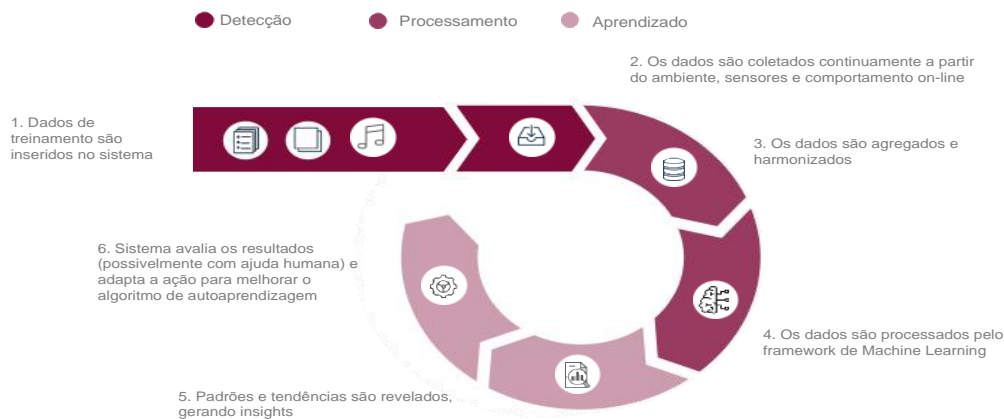 Detecção
Processamento
Aprendizado
1. Dados de
treinamento são
inseridos no sistema
2. Os dados são coletados continuamente a partir
do ambiente, sensores e comportamento on-line
3. Os dados são agregados e
harmonizados
4. Os dados são processados pelo
framework de Machine Learning
5. Padrões e tendências são revelados,
gerando insights
6. Sistema avalia os resultados
(possivelmente com ajuda humana) e
adapta a ação para melhorar o
algoritmo de autoaprendizagem